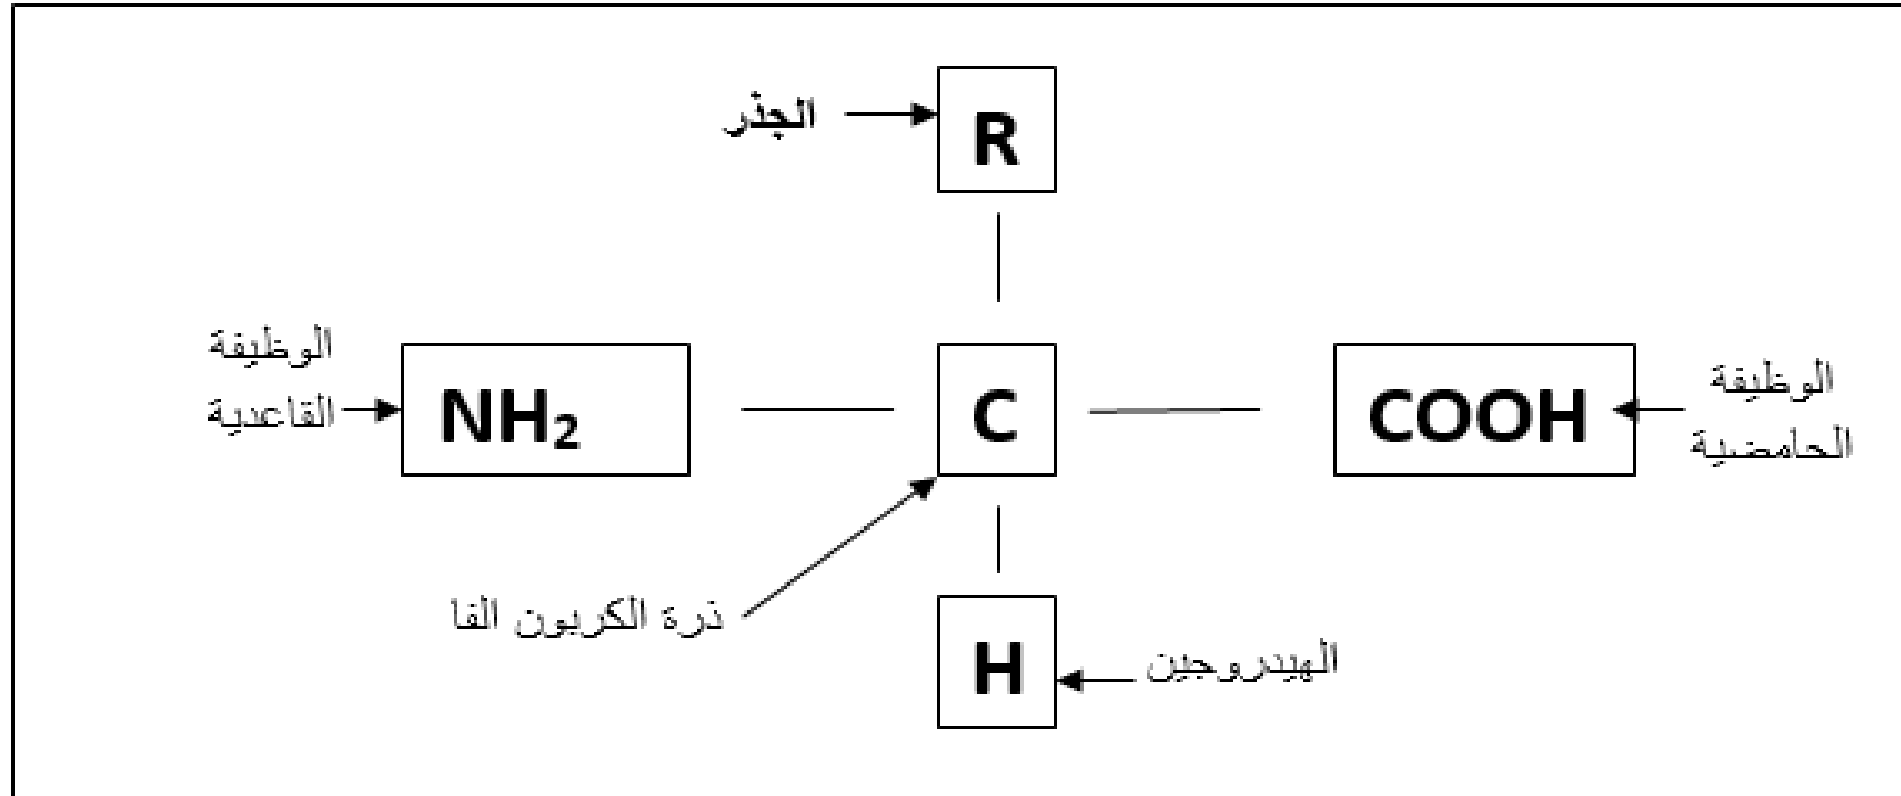 الجذر
R
الوظيفة
القاعدية
NH₂
C
COOH
الوظيفة
الحامضية
ذرة الكربون الفا
H
الهيدروجين